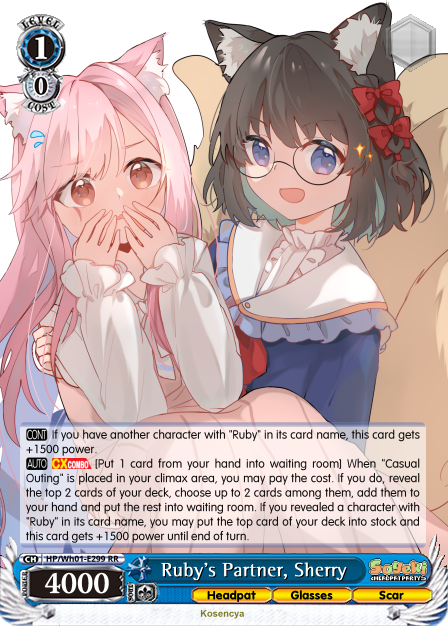 LEVEL
1
0
COST
CONT If you have another character with "Ruby" in its card name, this card gets
+1500 power.
AUTO CXCOMBO [Put 1 card from your hand into waiting room] When "Casual
Outing" is placed in your climax area, you may pay the cost. If you do, reveal
the top 2 cards of your deck, choose up to 2 cards among them, add them to
your hand and put the rest into waiting room. If you revealed a character with
"Ruby" in its card name, you may put the top card of your deck into stock and
this card gets +1500 power until end of turn.
CH HP/Wh01-E299 RR
POWER 4000 SOUL Ruby's Partner, Sherry
Headpat Glasses Scar
Kosencya